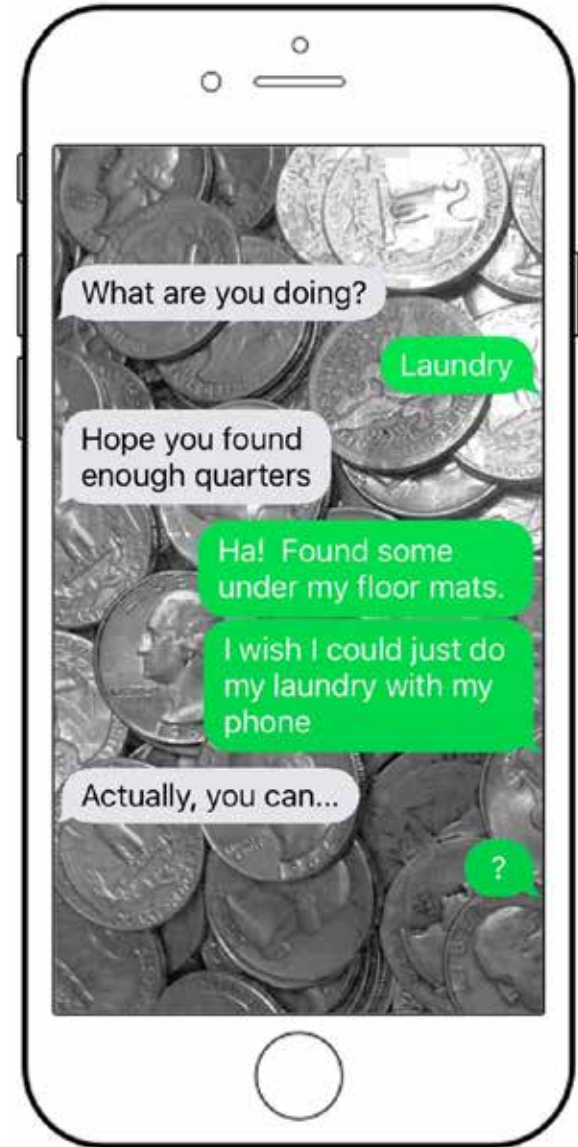 What are you doing?
Laundry
Hope you found
enough quarters
Ha!  Found some
under my floor mats.
I wish I could just do
my laundry with my
phone
Actually, you can...
?